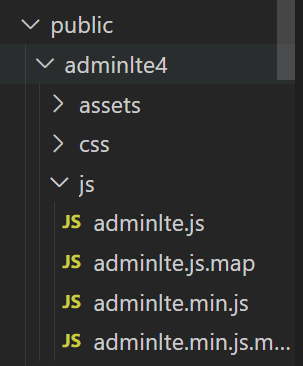 public
adminlte4
assets
css
js
JS adminlte.js
JS adminlte.js.map
JS adminlte.min.js
JS adminlte.min.js.m...